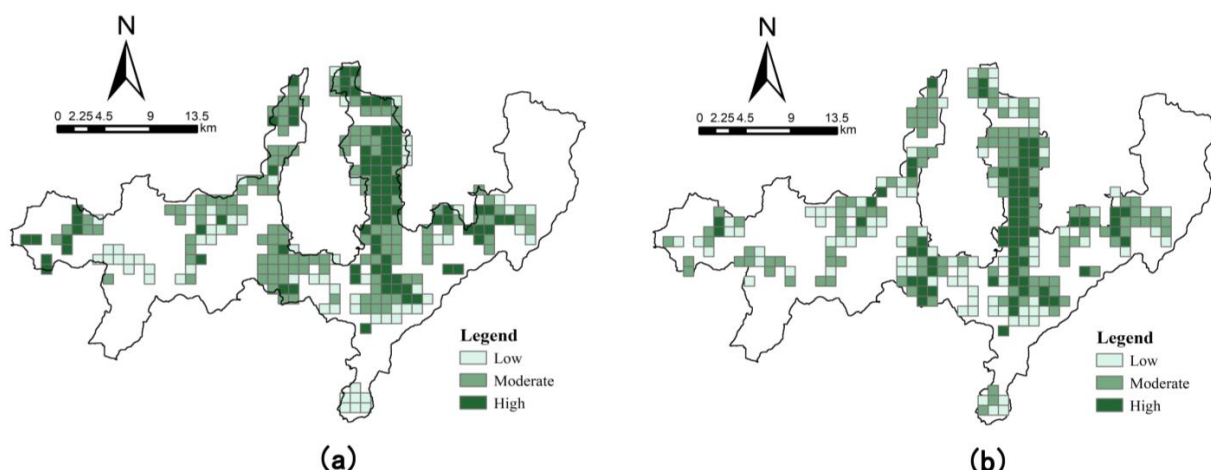 N
0 2.25 4.5 9 13.5
km
Legend
Low
Moderate
High
(a)
N
0 2.25 4.5 9 13.5
km
Legend
Low
Moderate
High
(b)